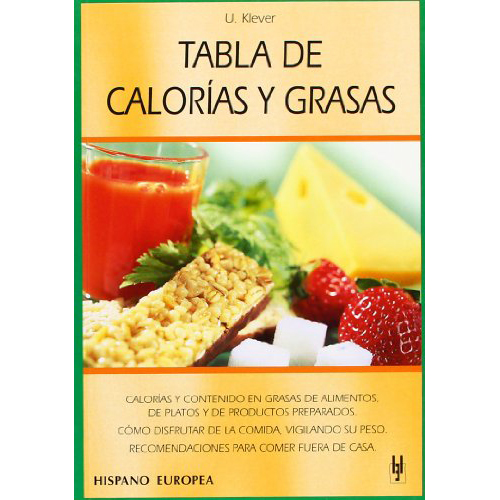 U. Klever
TABLA DE
CALORÍAS Y GRASAS
CALORÍAS Y CONTENIDO EN GRASAS DE ALIMENTOS,
DE PLATOS Y DE PRODUCTOS PREPARADOS.
CÓMO DISFRUTAR DE LA COMIDA, VIGILANDO SU PESO.
RECOMENDACIONES PARA COMER FUERA DE CASA.
HISPANO EUROPEA